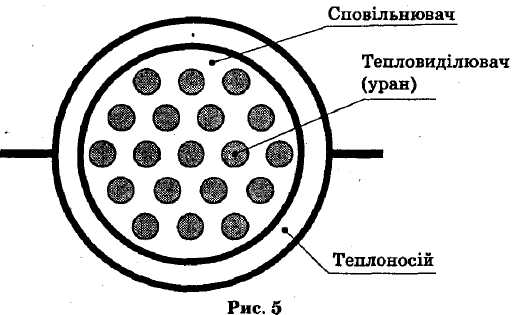 Сповільнювач
Тепловиділювач
(уран)
Теплоносій
Рис. 5